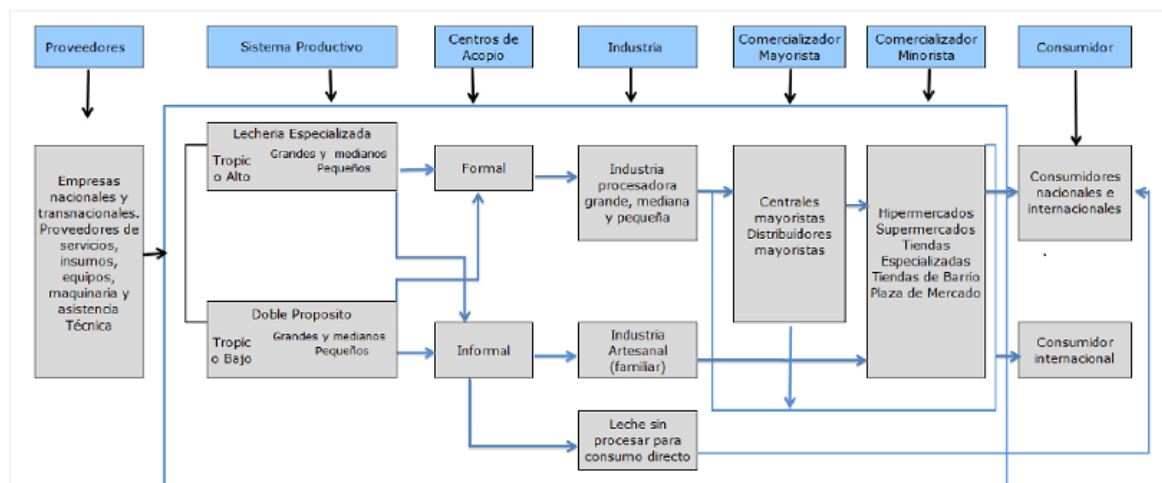 Proveedores
Sistema Productivo
Centros de
Acopio
Industria
Comercializador
Mayorista
Comercializador
Minorista
Consumidor
Empresas
nacionales y
transnacionales.
Proveedores de
servicios,
insumos,
equipos,
maquinaria y
asistencia
Técnica
Lecheria Especializada
Tropic
o Alto
Grandes y medianos
Pequeños
Doble Proposito
Tropic
o Bajo
Grandes y medianos
Pequeños
Formal
Informal
Industria
procesadora
grande, mediana
y pequeña
Industria
Artesanal
(familiar)
Leche sin
procesar para
consumo directo
Centrales
mayoristas
Distribuidores
mayoristas
Hipermercados
Supermercados
Tiendas
Especializadas
Tiendas de Barrio
Plaza de Mercado
Consumidores
nacionales e
internacionales
Consumidor
internacional